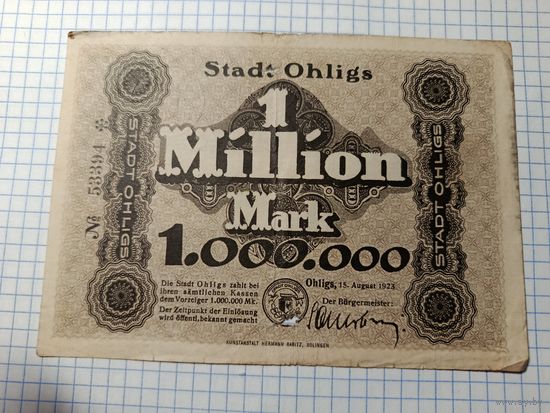 Stadt Ohligs
1
Million
Mark
1.000.000
STADT OHLIGS
№ 53394 *
STADT OHLIGS
Die Stadt Ohligs zahlt bei
ihren sämtlichen Kassen
dem Vorzeiger 1.000.000 Mk.
Der Zeitpunkt der Einlösung
wird öffentl. bekannt gemacht
Ohligs, 15. August 1923
Der Bürgermeister:
KUNSTANSTALT HERMANN RABITZ, SOLINGEN